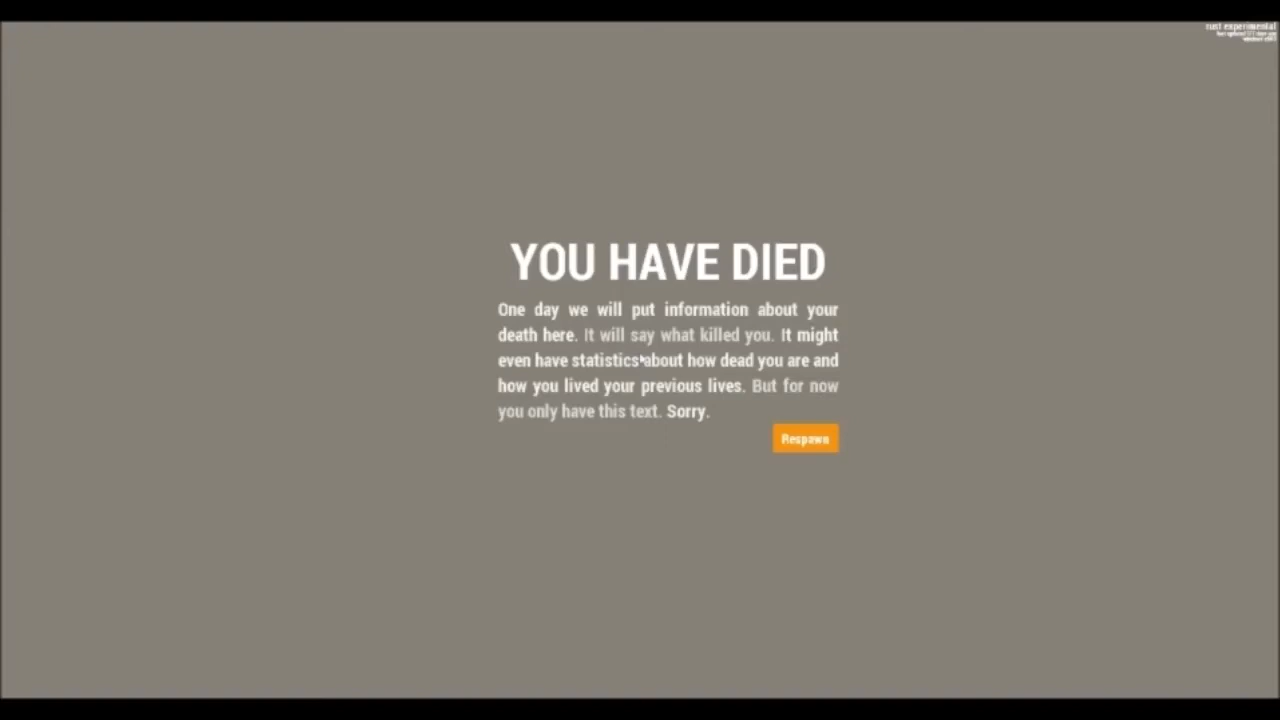 rust experimental
YOU HAVE DIED
One day we will put information about your
death here. It will say what killed you. It might
even have statistics about how dead you are and
how you lived your previous lives. But for now
you only have this text. Sorry.
Respawn